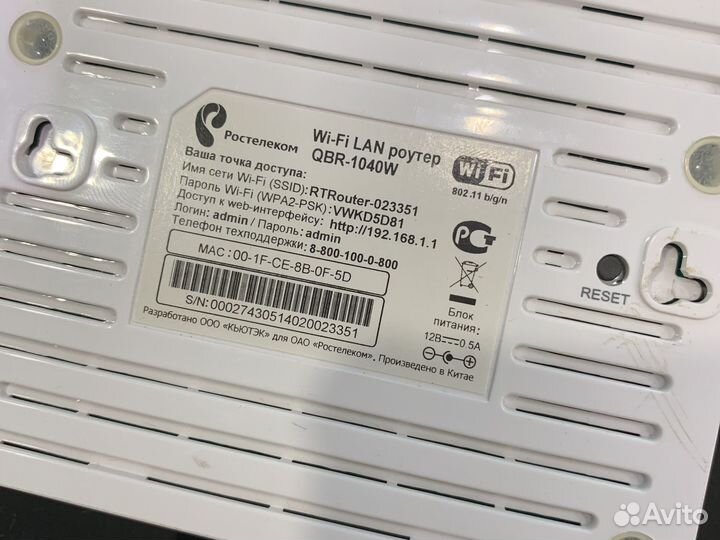 Ростелеком
Wi-Fi LAN роутер
QBR-1040W
WiFi
802.11 b/g/n
Ваша точка доступа:
Имя сети Wi-Fi (SSID):RTRouter-023351
Пароль Wi-Fi (WPA2-PSK):VWKD5D81
Доступ к web-интерфейсу: http://192.168.1.1
Логин: admin / Пароль: admin
Телефон техподдержки: 8-800-100-0-800
MAC:00-1F-CE-8B-0F-5D
S/N:00027430514020023351
Разработано ООО «КЬЮТЭК» для ОАО «Ростелеком». Произведено в Китае
РСТ
Блок
питания:
12В 0.5А
RESET
Avito